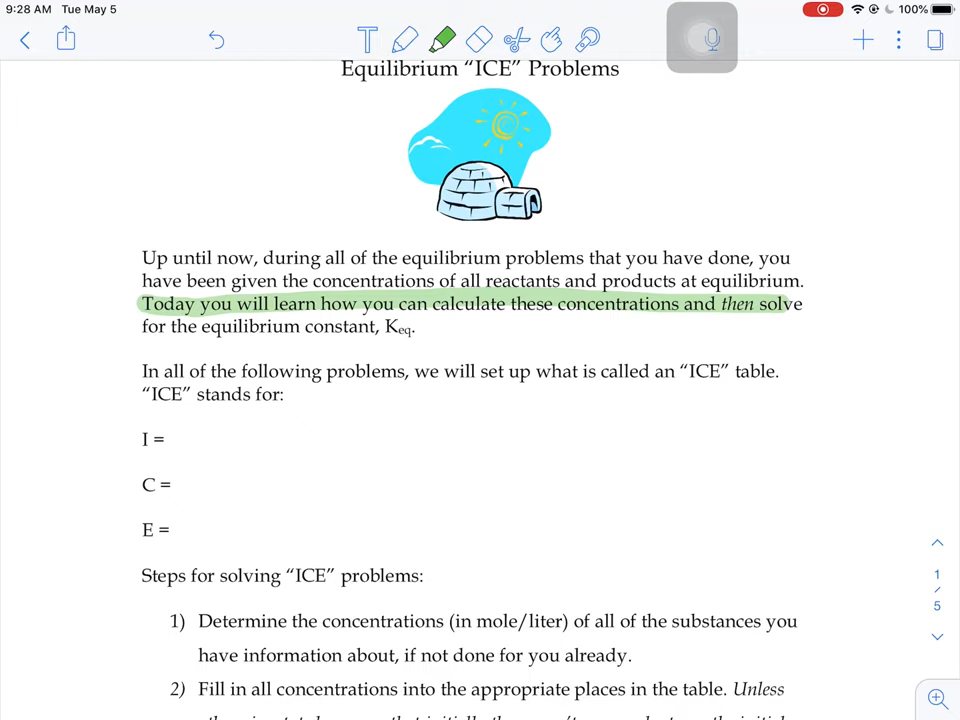 9:28 AM Tue May 5 100%
Equilibrium “ICE” Problems
Up until now, during all of the equilibrium problems that you have done, you
have been given the concentrations of all reactants and products at equilibrium.
Today you will learn how you can calculate these concentrations and then solve
for the equilibrium constant, Keq.
In all of the following problems, we will set up what is called an “ICE” table.
“ICE” stands for:
I =
C =
E =
Steps for solving “ICE” problems:
1) Determine the concentrations (in mole/liter) of all of the substances you
have information about, if not done for you already.
2) Fill in all concentrations into the appropriate places in the table. Unless
1
/
5